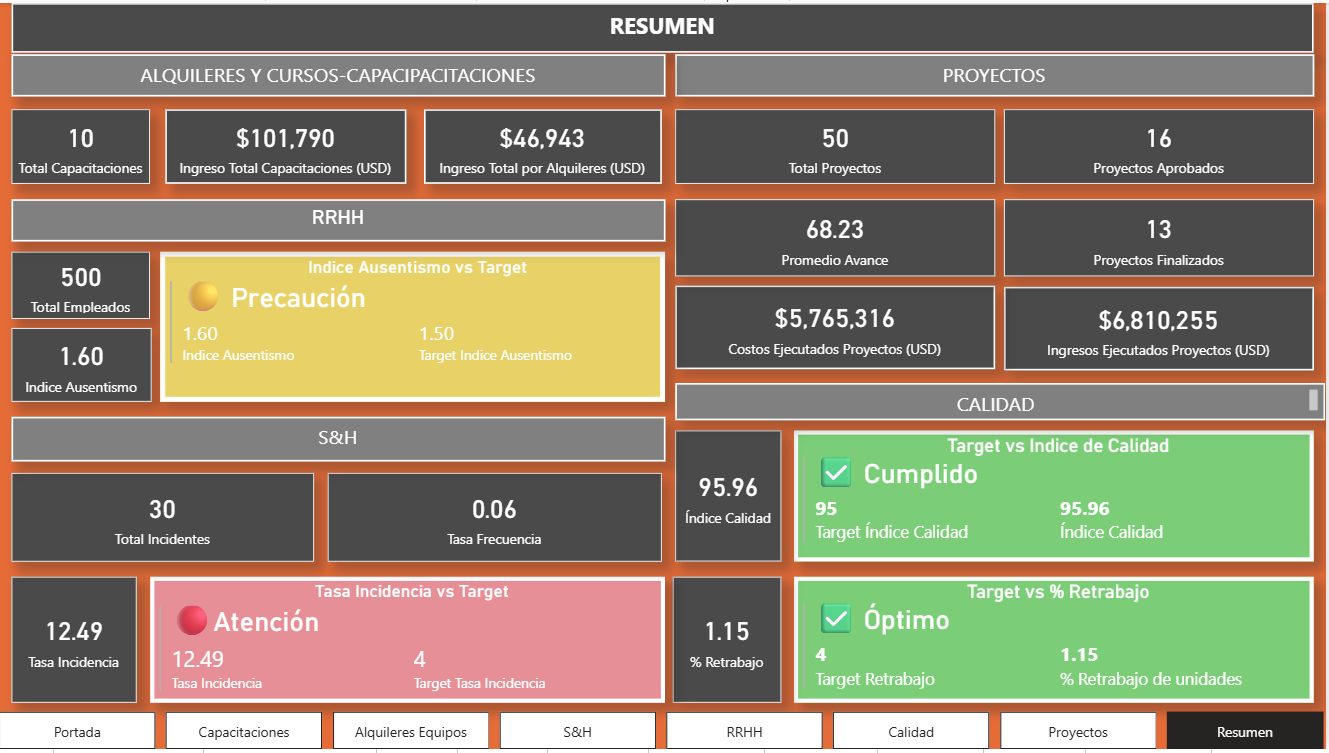 RESUMEN
ALQUILERES Y CURSOS-CAPACIPACITACIONES
10
Total Capacitaciones
$101,790
Ingreso Total Capacitaciones (USD)
$46,943
Ingreso Total por Alquileres (USD)
RRHH
500
Total Empleados
1.60
Indice Ausentismo
Indice Ausentismo vs Target
Precaución
1.60
Indice Ausentismo
1.50
Target Indice Ausentismo
S&H
30
Total Incidentes
0.06
Tasa Frecuencia
12.49
Tasa Incidencia
Tasa Incidencia vs Target
Atención
12.49
Tasa Incidencia
4
Target Tasa Incidencia
PROYECTOS
50
Total Proyectos
16
Proyectos Aprobados
68.23
Promedio Avance
13
Proyectos Finalizados
$5,765,316
Costos Ejecutados Proyectos (USD)
$6,810,255
Ingresos Ejecutados Proyectos (USD)
CALIDAD
95.96
Índice Calidad
Target vs Indice de Calidad
Cumplido
95
Target Índice Calidad
95.96
Índice Calidad
1.15
% Retrabajo
Target vs % Retrabajo
Óptimo
4
Target Retrabajo
1.15
% Retrabajo de unidades
Portada
Capacitaciones
Alquileres Equipos
S&H
RRHH
Calidad
Proyectos
Resumen